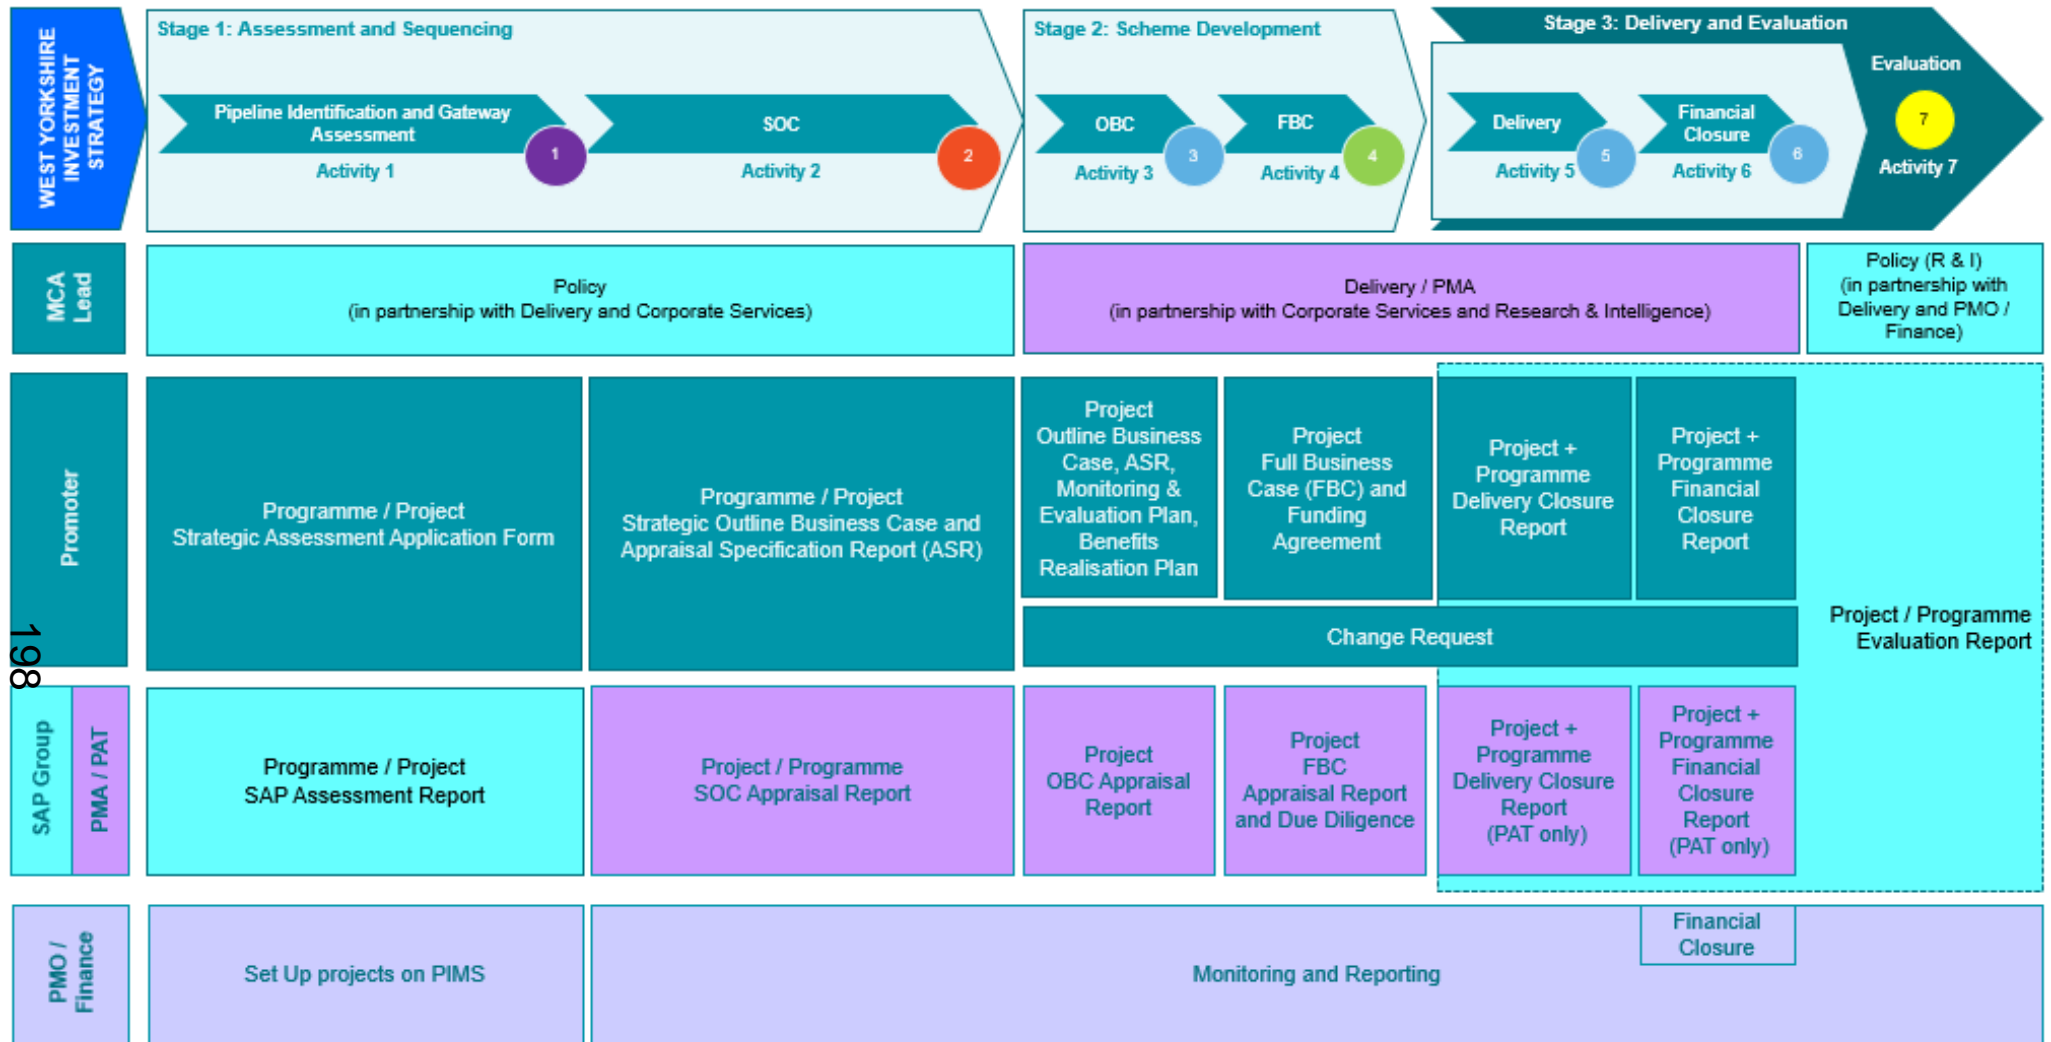 WEST YORKSHIRE
INVESTMENT
STRATEGY
Stage 1: Assessment and Sequencing
Pipeline Identification and Gateway
Assessment
1
Activity 1
SOC
2
Activity 2
Stage 2: Scheme Development
OBC
3
Activity 3
FBC
4
Activity 4
Stage 3: Delivery and Evaluation
Delivery
5
Activity 5
Financial
Closure
6
Activity 6
Evaluation
7
Activity 7
MCA
Lead
Policy
(in partnership with Delivery and Corporate Services)
Delivery / PMA
(in partnership with Corporate Services and Research & Intelligence)
Policy (R & I)
(in partnership with
Delivery and PMO /
Finance)
Promoter
Programme / Project
Strategic Assessment Application Form
Programme / Project
Strategic Outline Business Case and
Appraisal Specification Report (ASR)
Project
Outline Business
Case, ASR,
Monitoring &
Evaluation Plan,
Benefits
Realisation Plan
Project
Full Business
Case (FBC) and
Funding
Agreement
Project +
Programme
Delivery Closure
Report
Project +
Programme
Financial
Closure
Report
Change Request
Project / Programme
Evaluation Report
198
SAP Group
PMA / PAT
Programme / Project
SAP Assessment Report
Project / Programme
SOC Appraisal Report
Project
OBC Appraisal
Report
Project
FBC
Appraisal Report
and Due Diligence
Project +
Programme
Delivery Closure
Report
(PAT only)
Project +
Programme
Financial
Closure
Report
(PAT only)
PMO /
Finance
Set Up projects on PIMS
Monitoring and Reporting
Financial
Closure